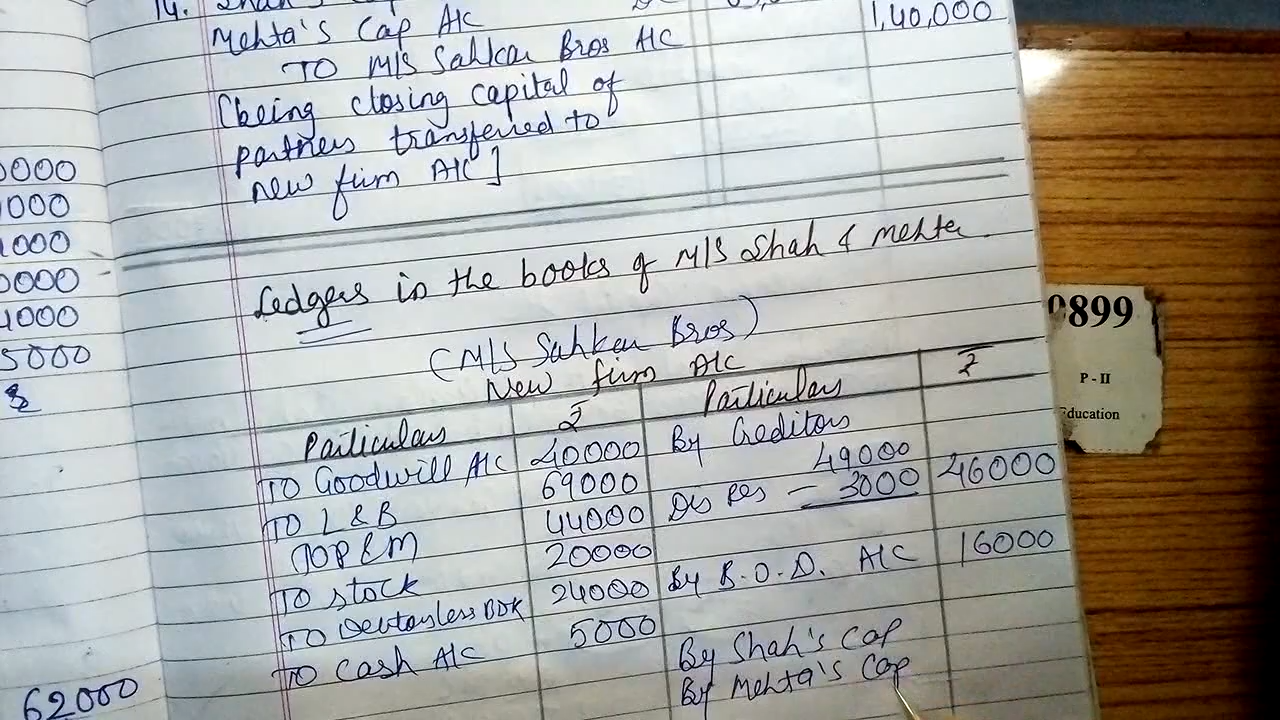 14.
Mehta's Cap A/C 1,40,000
TO M/S Sahkar Bros A/C
(being closing capital of
partners transferred to
new firm A/C]
0000
000
000
0000
1000
5000
62000
Ledgers in the books of M/S Shah & Mehta
(M/S Sahkar Bros)
New firm A/C
Particulars ₹ Particulars ₹
TO Goodwill A/C 40000 By Creditors
TO L & B 69000 49000
TO P & M 44000 Dis Res - 3000 46000
TO Stock 20000
TO Debtors less BDR 24000 By B.O.D. A/C 16000
TO Cash A/C 5000
By Shah's Cap
By Mehta's Cap
0899
P - II
Education